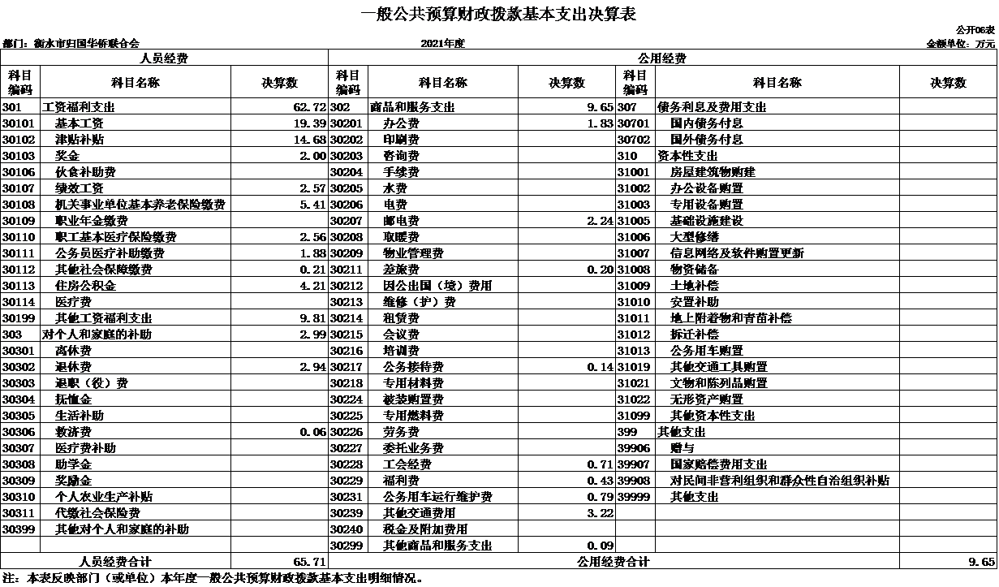 一般公共预算财政拨款基本支出决算表
公开06表
部门：衡水市归国华侨联合会 2021年度 金额单位：万元
人员经费 公用经费
科目编码 科目名称 决算数 科目编码 科目名称 决算数 科目编码 科目名称 决算数
301 工资福利支出 62.72 302 商品和服务支出 9.65 307 债务利息及费用支出
30101 基本工资 19.39 30201 办公费 1.83 30701 国内债务付息
30102 津贴补贴 14.68 30202 印刷费 30702 国外债务付息
30103 奖金 2.00 30203 咨询费 310 资本性支出
30106 伙食补助费 30204 手续费 31001 房屋建筑物购建
30107 绩效工资 2.57 30205 水费 31002 办公设备购置
30108 机关事业单位基本养老保险缴费 5.41 30206 电费 31003 专用设备购置
30109 职业年金缴费 30207 邮电费 2.24 31005 基础设施建设
30110 职工基本医疗保险缴费 2.56 30208 取暖费 31006 大型修缮
30111 公务员医疗补助缴费 1.88 30209 物业管理费 31007 信息网络及软件购置更新
30112 其他社会保障缴费 0.21 30211 差旅费 0.20 31008 物资储备
30113 住房公积金 4.21 30212 因公出国（境）费用 31009 土地补偿
30114 医疗费 30213 维修（护）费 31010 安置补助
30199 其他工资福利支出 9.81 30214 租赁费 31011 地上附着物和青苗补偿
303 对个人和家庭的补助 2.99 30215 会议费 31012 拆迁补偿
30301 离休费 30216 培训费 31013 公务用车购置
30302 退休费 2.94 30217 公务接待费 0.14 31019 其他交通工具购置
30303 退职（役）费 30218 专用材料费 31021 文物和陈列品购置
30304 抚恤金 30224 被装购置费 31022 无形资产购置
30305 生活补助 30225 专用燃料费 31099 其他资本性支出
30306 救济费 0.06 30226 劳务费 399 其他支出
30307 医疗费补助 30227 委托业务费 39906 赠与
30308 助学金 30228 工会经费 0.71 39907 国家赔偿费用支出
30309 奖励金 30229 福利费 0.43 39908 对民间非营利组织和群众性自治组织补贴
30310 个人农业生产补贴 30231 公务用车运行维护费 0.79 39999 其他支出
30311 代缴社会保险费 30239 其他交通费用 3.22
30399 其他对个人和家庭的补助 30240 税金及附加费用
30299 其他商品和服务支出 0.09
人员经费合计 65.71 公用经费合计 9.65
注：本表反映部门（或单位）本年度一般公共预算财政拨款基本支出明细情况。